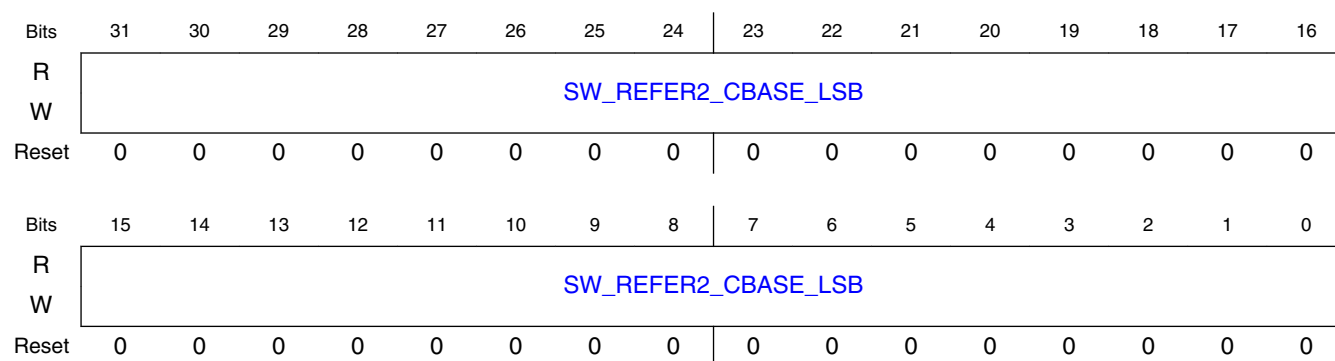 Bits 31 30 29 28 27 26 25 24 23 22 21 20 19 18 17 16
R
SW_REFER2_CBASE_LSB
W
Reset 0 0 0 0 0 0 0 0 0 0 0 0 0 0 0 0
Bits 15 14 13 12 11 10 9 8 7 6 5 4 3 2 1 0
R
SW_REFER2_CBASE_LSB
W
Reset 0 0 0 0 0 0 0 0 0 0 0 0 0 0 0 0